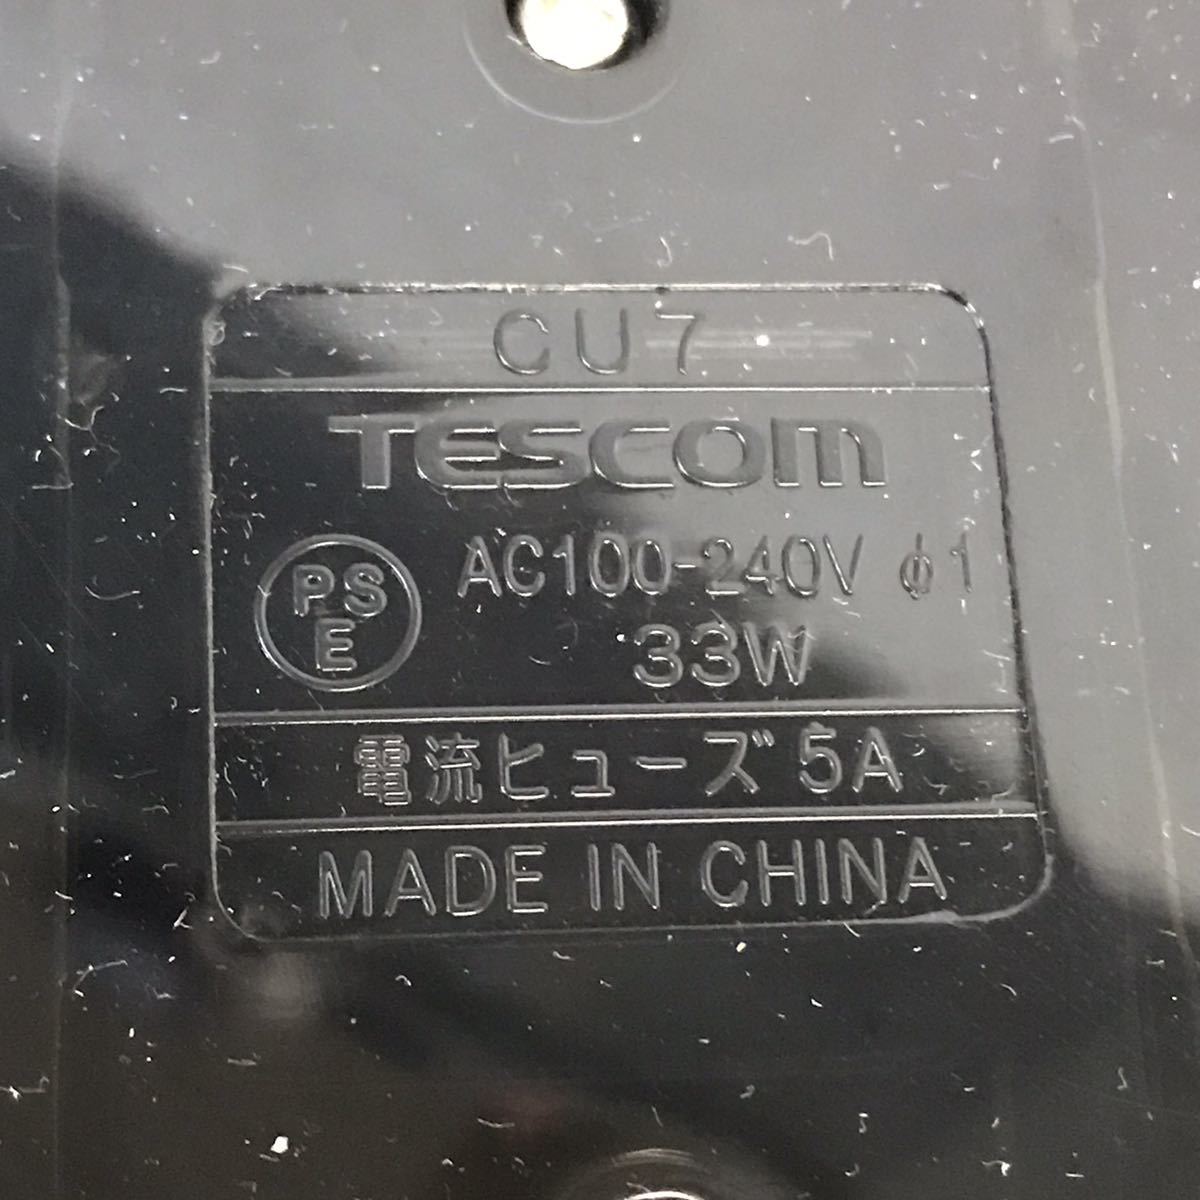 CU7
TESCOM
PS
E
AC100-240V φ1
33W
電流ヒューズ 5A
MADE IN CHINA